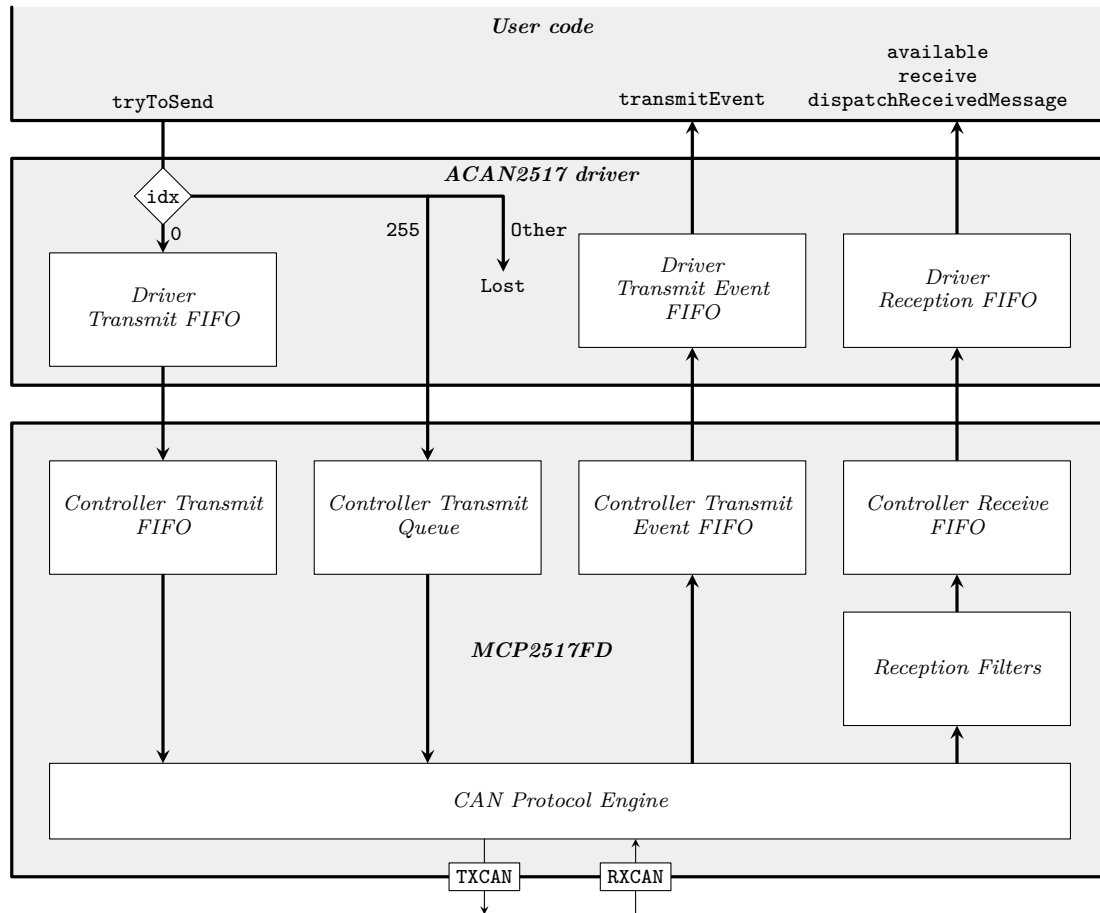 User code
available
receive
tryToSend
transmitEvent
dispatchReceivedMessage
ACAN2517 driver
idx
0
255
Other
Lost
Driver
Transmit FIFO
Driver
Transmit Event
FIFO
Driver
Reception FIFO
Controller Transmit
FIFO
Controller Transmit
Queue
Controller Transmit
Event FIFO
Controller Receive
FIFO
MCP2517FD
Reception Filters
CAN Protocol Engine
TXCAN
RXCAN